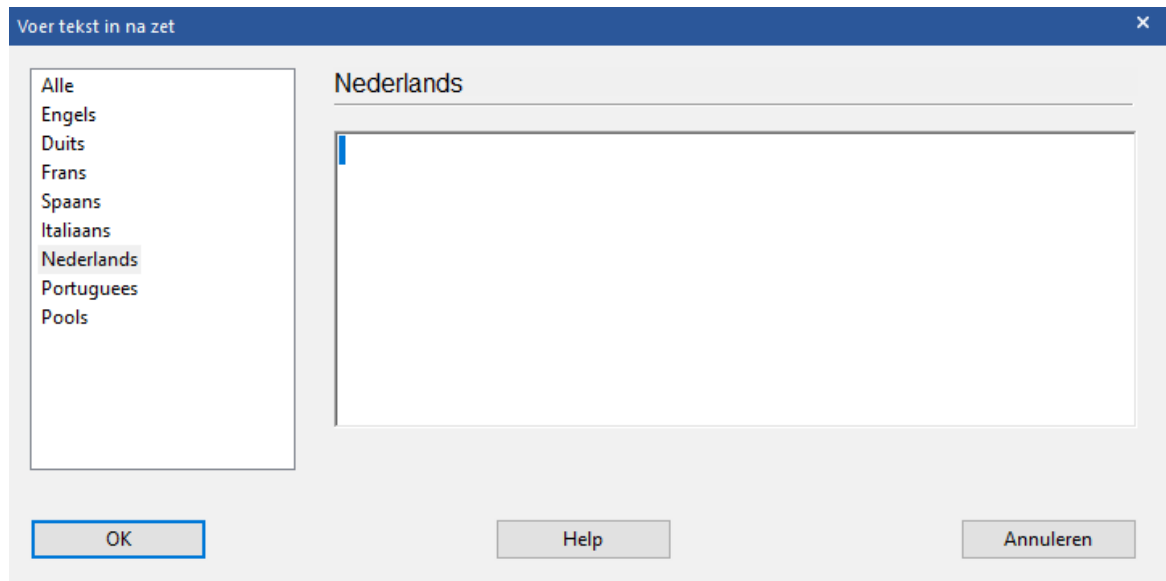 Voer tekst in na zet
Alle
Engels
Duits
Frans
Spaans
Italiaans
Nederlands
Portuguees
Pools
Nederlands
OK
Help
Annuleren